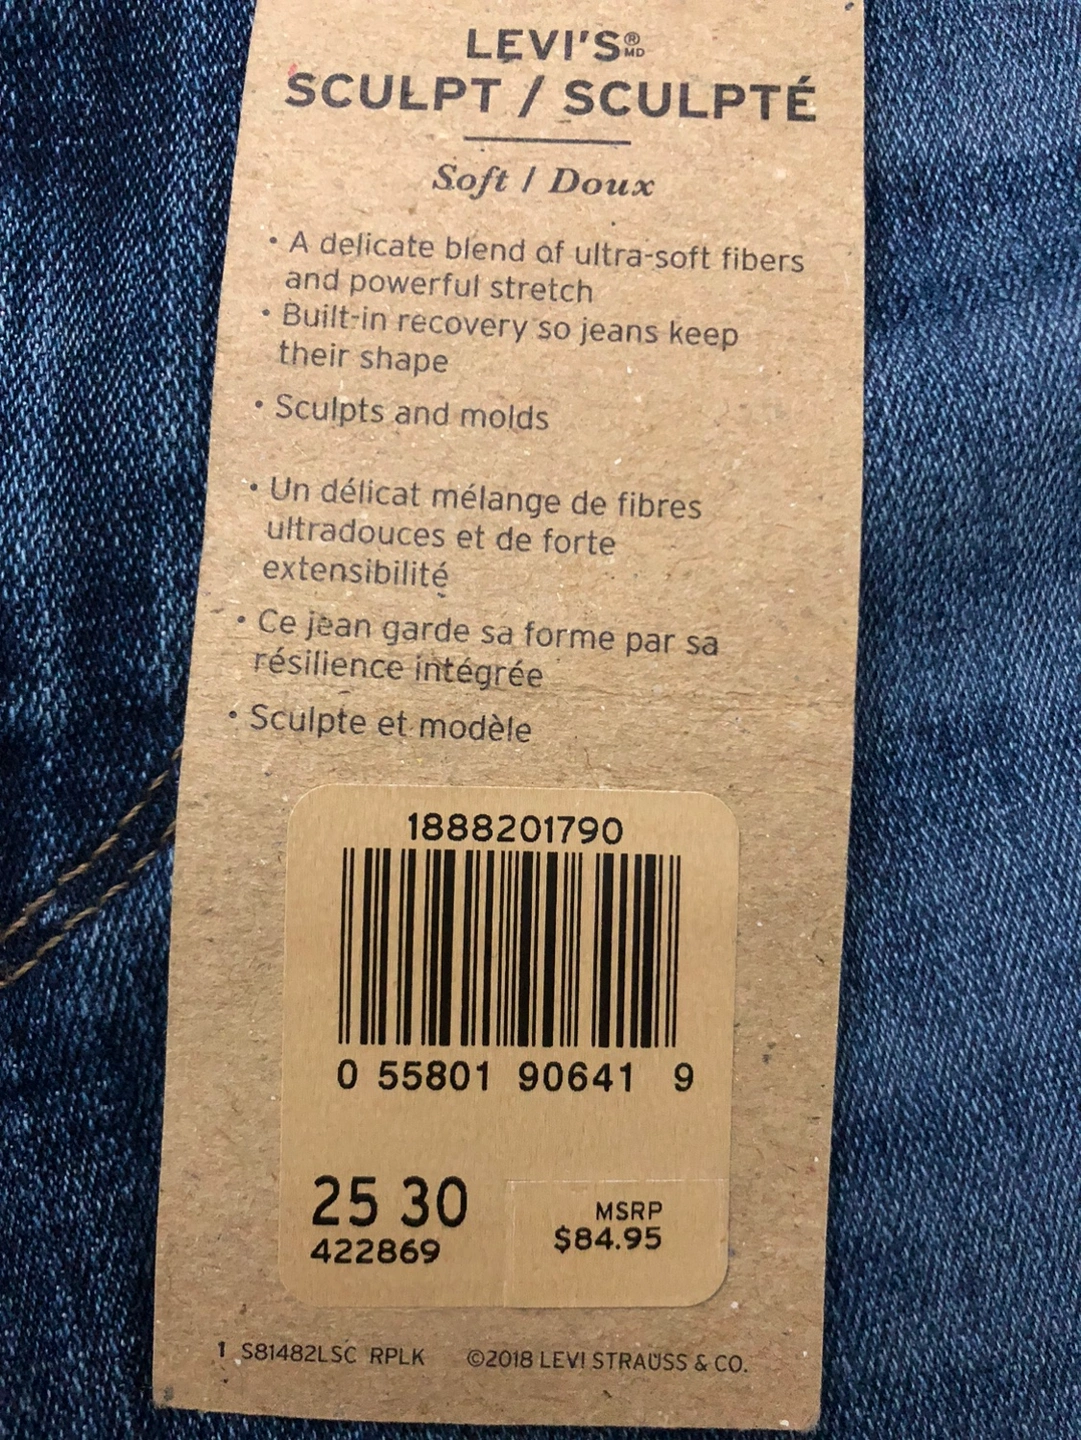 LEVI'S® MD
SCULPT / SCULPTÉ
Soft / Doux
• A delicate blend of ultra-soft fibers
and powerful stretch
• Built-in recovery so jeans keep
their shape
• Sculpts and molds
• Un délicat mélange de fibres
ultradouces et de forte
extensibilité
• Ce jean garde sa forme par sa
résilience intégrée
• Sculpte et modèle
1888201790
0 55801 90641 9
25 30
MSRP
422869
$84.95
1 S81482LSC RPLK ©2018 LEVI STRAUSS & CO.